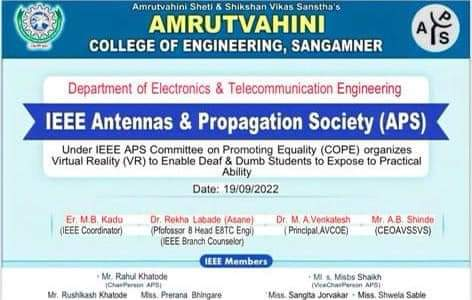 Amrutvahini Sheti & Shikshan Vikas Sanstha's
AMRUTVAHINI
COLLEGE OF ENGINEERING, SANGAMNER
APS
Department of Electronics & Telecommunication Engineering
IEEE Antennas & Propagation Society (APS)
Under IEEE APS Committee on Promoting Equality (COPE) organizes
Virtual Reality (VR) to Enable Deaf & Dumb Students to Expose to Practical
Ability
Date: 19/09/2022
Er. M.B. Kadu Dr. Rekha Labade (Asane) Dr. M. A.Venkatesh Mr. A.B. Shinde
(IEEE Coordinator) (Pfofossor 8 Head E8TC Engi) ( Principal,AVCOE) (CEOAVSSVS)
IEEE Branch Counselor)
IEEE Members
Mr. Rahul Khatode Ml s. Misbs Shaikh
(ChairPerson APS) (ViceChairPerson APS)
Mr. Rushlkash Khatode Miss. Prerana Bhingare Miss. Sangita Jorvakar Miss. Shwela Sable